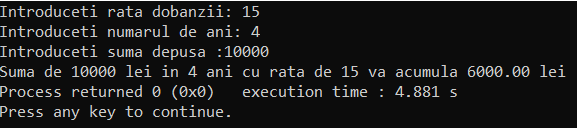 Introduceti rata dobanzii: 15
Introduceti numarul de ani: 4
Introduceti suma depusa :10000
Suma de 10000 lei in 4 ani cu rata de 15 va acumula 6000.00 lei
Process returned 0 (0x0)   execution time : 4.881 s
Press any key to continue.